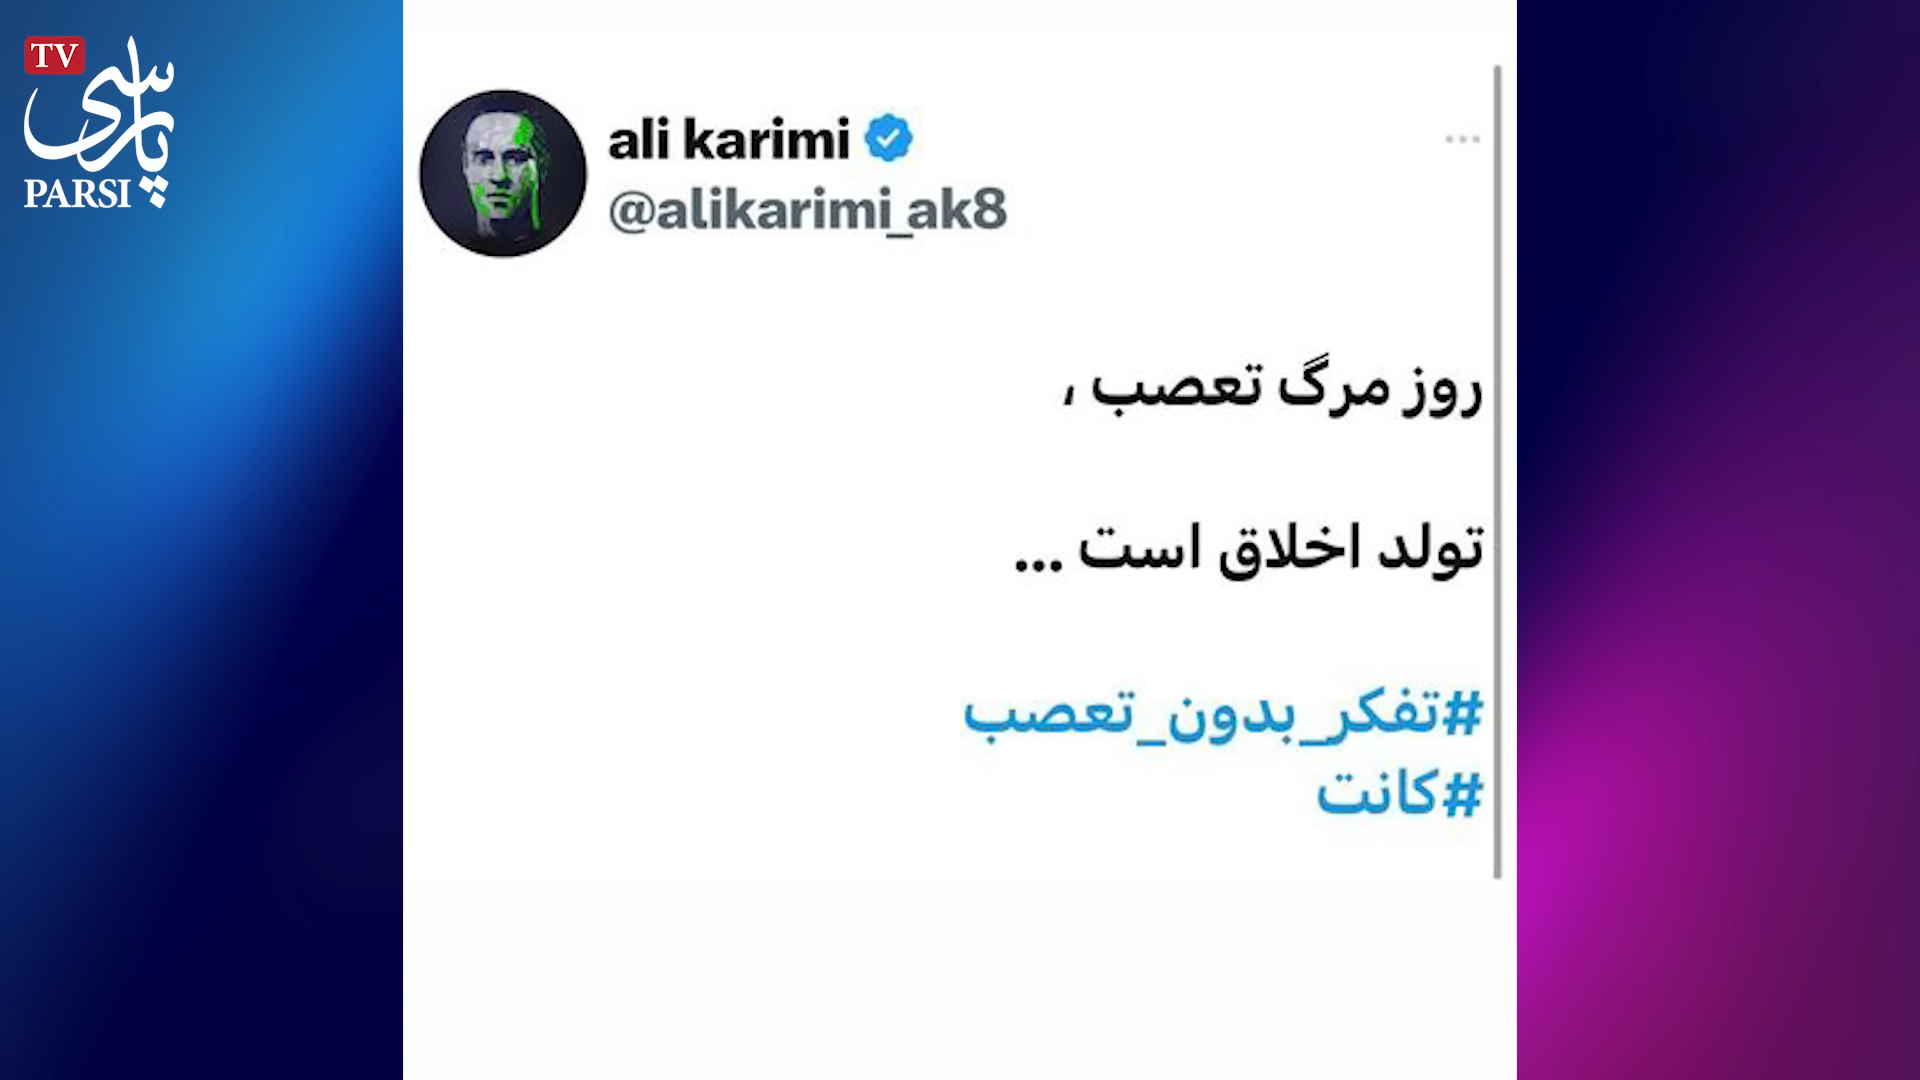 TV
پارسی
PARSI
ali karimi
@alikarimi_ak8
روز مرگ تعصب ،
تولد اخلاق است ...
#تفکر_بدون_تعصب
#کانت